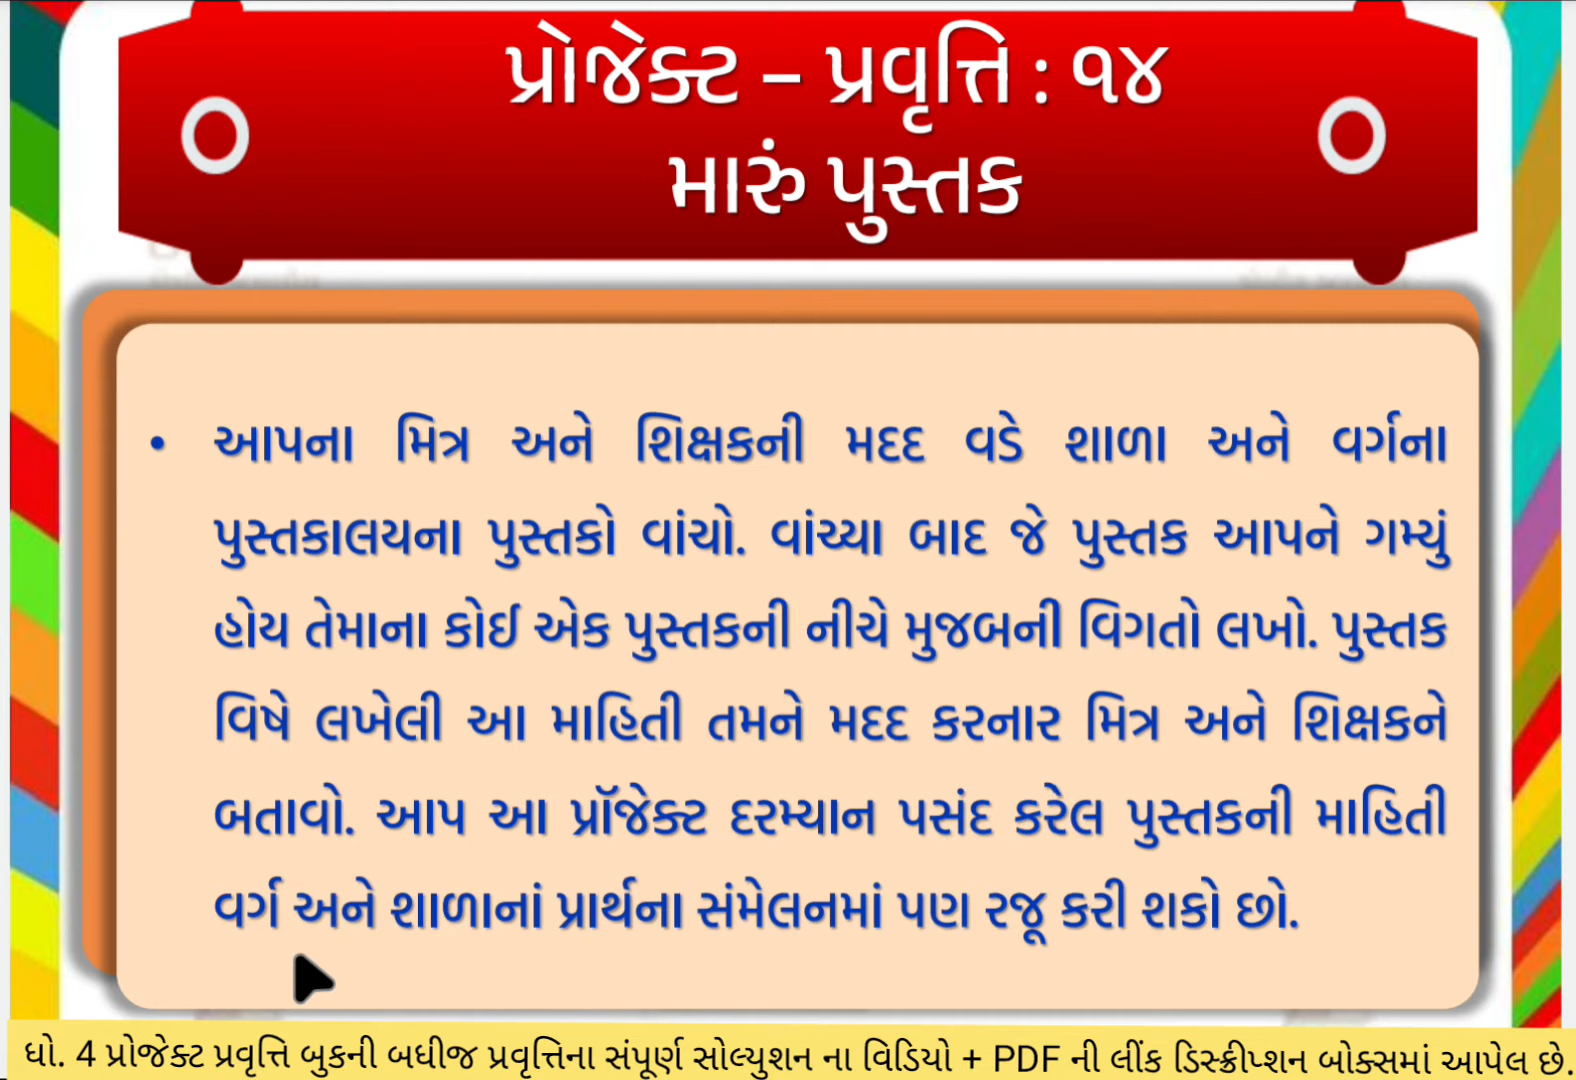 પ્રોજેક્ટ – પ્રવૃત્તિ : ૧૪
મારું પુસ્તક
• આપના મિત્ર અને શિક્ષકની મદદ વડે શાળા અને વર્ગના
પુસ્તકાલયના પુસ્તકો વાંચો. વાંચ્યા બાદ જે પુસ્તક આપને ગમ્યું
હોય તેમાના કોઈ એક પુસ્તકની નીચે મુજબની વિગતો લખો. પુસ્તક
વિષે લખેલી આ માહિતી તમને મદદ કરનાર મિત્ર અને શિક્ષકને
બતાવો. આપ આ પ્રૉજેક્ટ દરમ્યાન પસંદ કરેલ પુસ્તકની માહિતી
વર્ગ અને શાળાનાં પ્રાર્થના સંમેલનમાં પણ રજૂ કરી શકો છો.
ધો. 4 પ્રોજેક્ટ પ્રવૃત્તિ બુકની બધીજ પ્રવૃત્તિના સંપૂર્ણ સોલ્યુશન ના વિડિયો + PDF ની લીંક ડિસ્ક્રીપ્શન બોક્સમાં આપેલ છે.